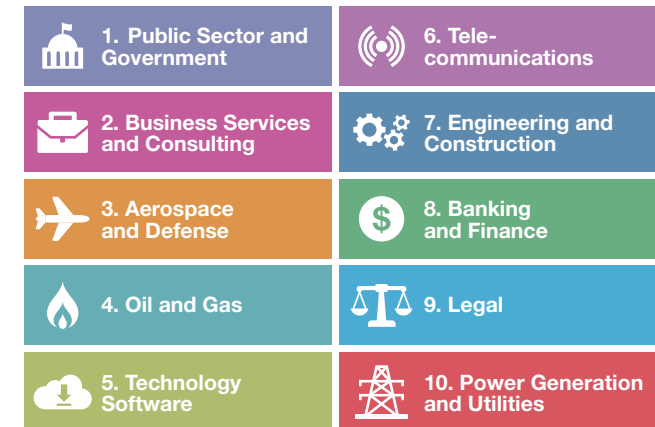 1. Public Sector and
Government
2. Business Services
and Consulting
3. Aerospace
and Defense
4. Oil and Gas
5. Technology
Software
6. Tele-
communications
7. Engineering and
Construction
$
8. Banking
and Finance
9. Legal
10. Power Generation
and Utilities